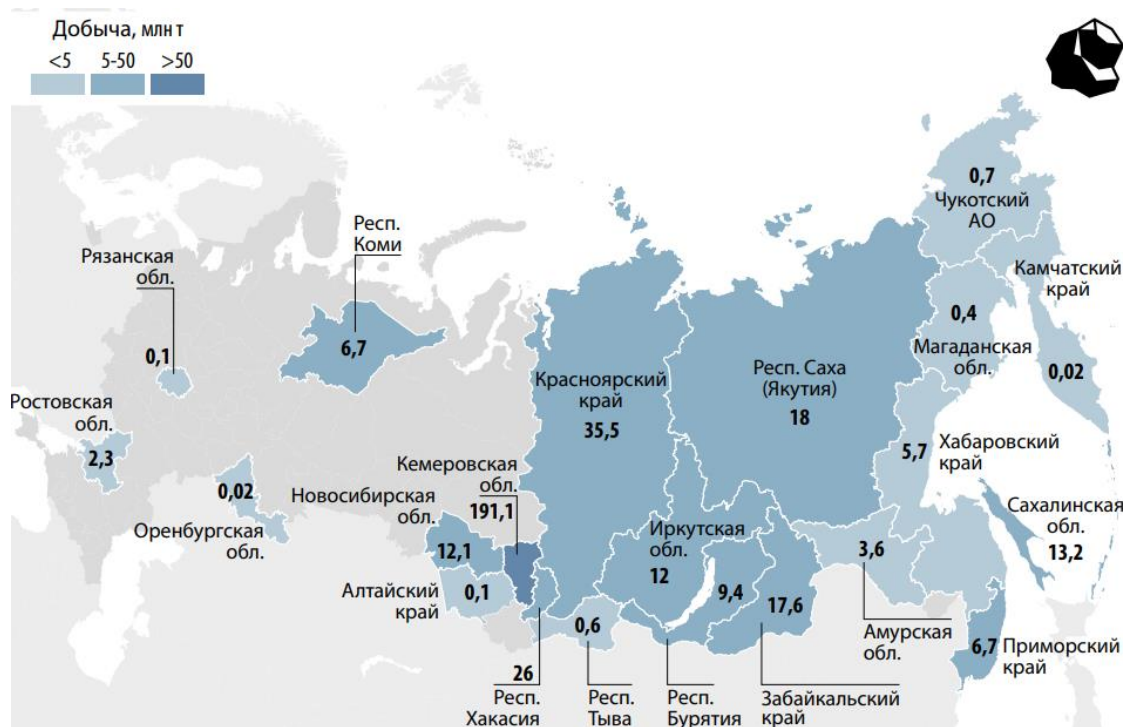 Добыча, млн т
<5 5-50 >50
0,7
Чукотский
АО
Респ.
Коми
6,7
Рязанская
обл.
0,1
Камчатский
край
0,02
0,4
Магаданская
обл.
Респ. Саха
(Якутия)
18
Красноярский
край
35,5
Ростовская
обл.
2,3
Хабаровский
край
5,7
Кемеровская
обл.
191,1
0,02
Оренбургская
обл.
Новосибирская
обл.
12,1
Сахалинская
обл.
13,2
Иркутская
обл.
12
3,6
Амурская
обл.
Алтайский
край
0,1
9,4
17,6
0,6
6,7
Приморский
край
26
Респ.
Хакасия
Респ.
Тыва
Респ.
Бурятия
Забайкальский
край